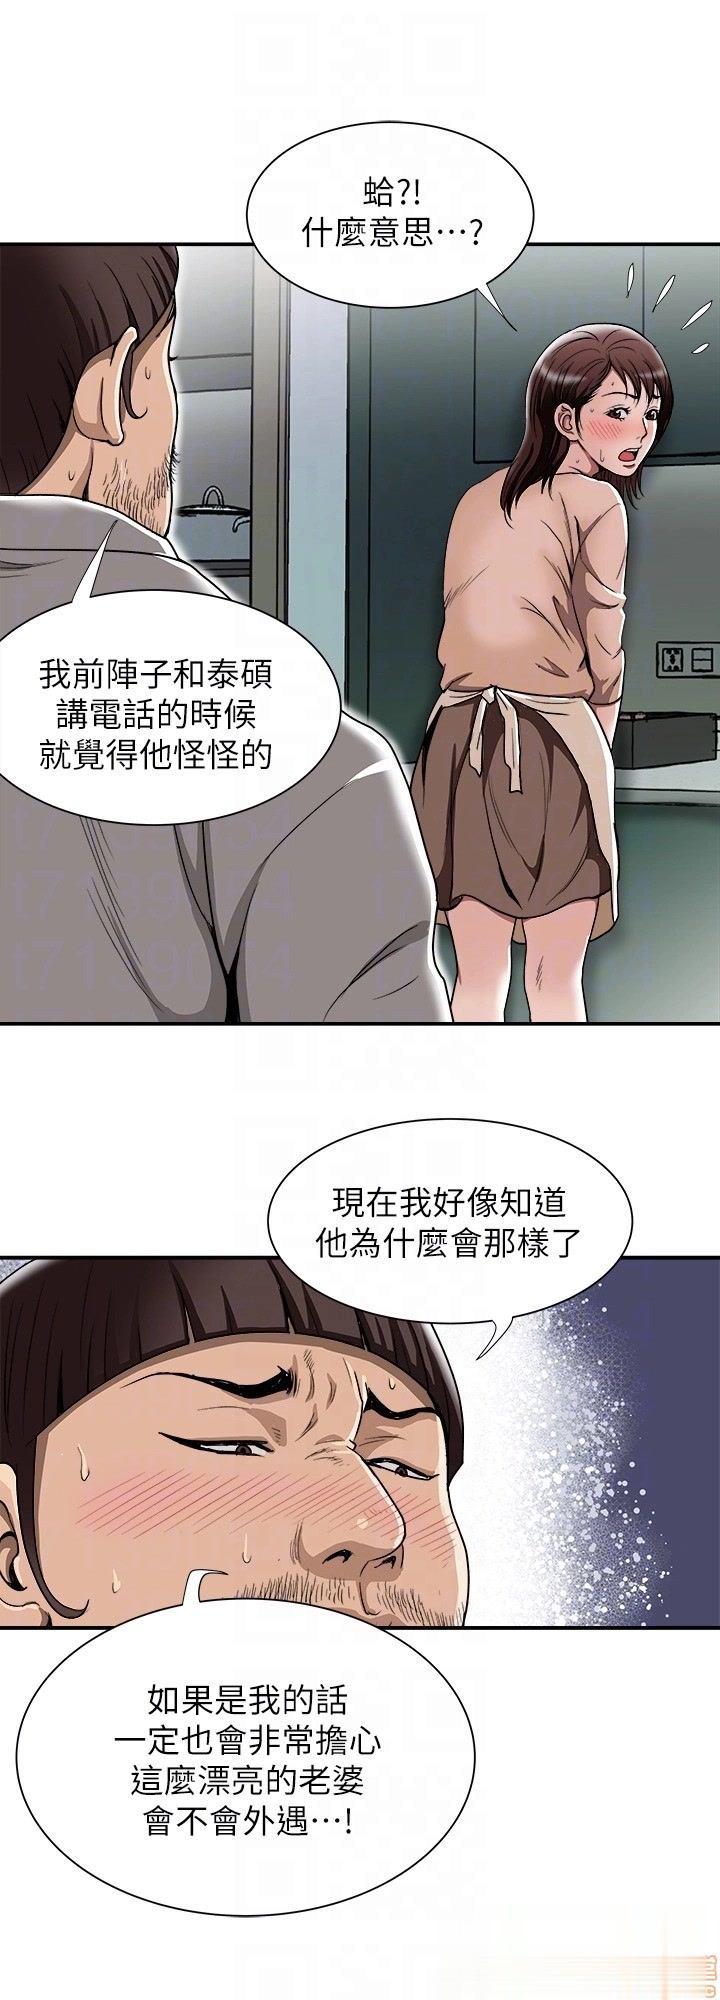 蛤?!
什麼意思…?
我前陣子和泰碩
講電話的時候
就覺得他怪怪的
現在我好像知道
他為什麼會那樣了
如果是我的話
一定也會非常擔心
這麼漂亮的老婆
會不會外遇…!